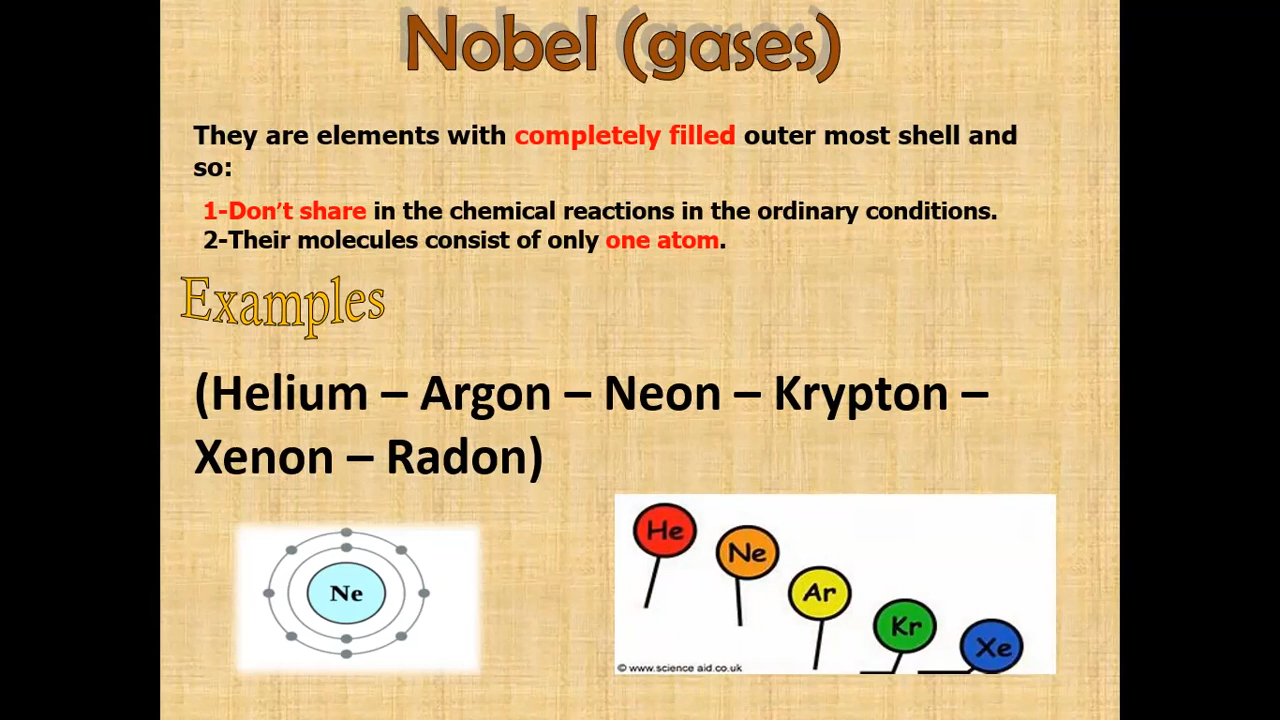 Nobel (gases)
They are elements with completely filled outer most shell and
so:
1-Don't share in the chemical reactions in the ordinary conditions.
2-Their molecules consist of only one atom.
Examples
(Helium – Argon – Neon – Krypton –
Xenon – Radon)
Ne
He
Ne
Ar
Kr
Xe
© www.science aid.co.uk